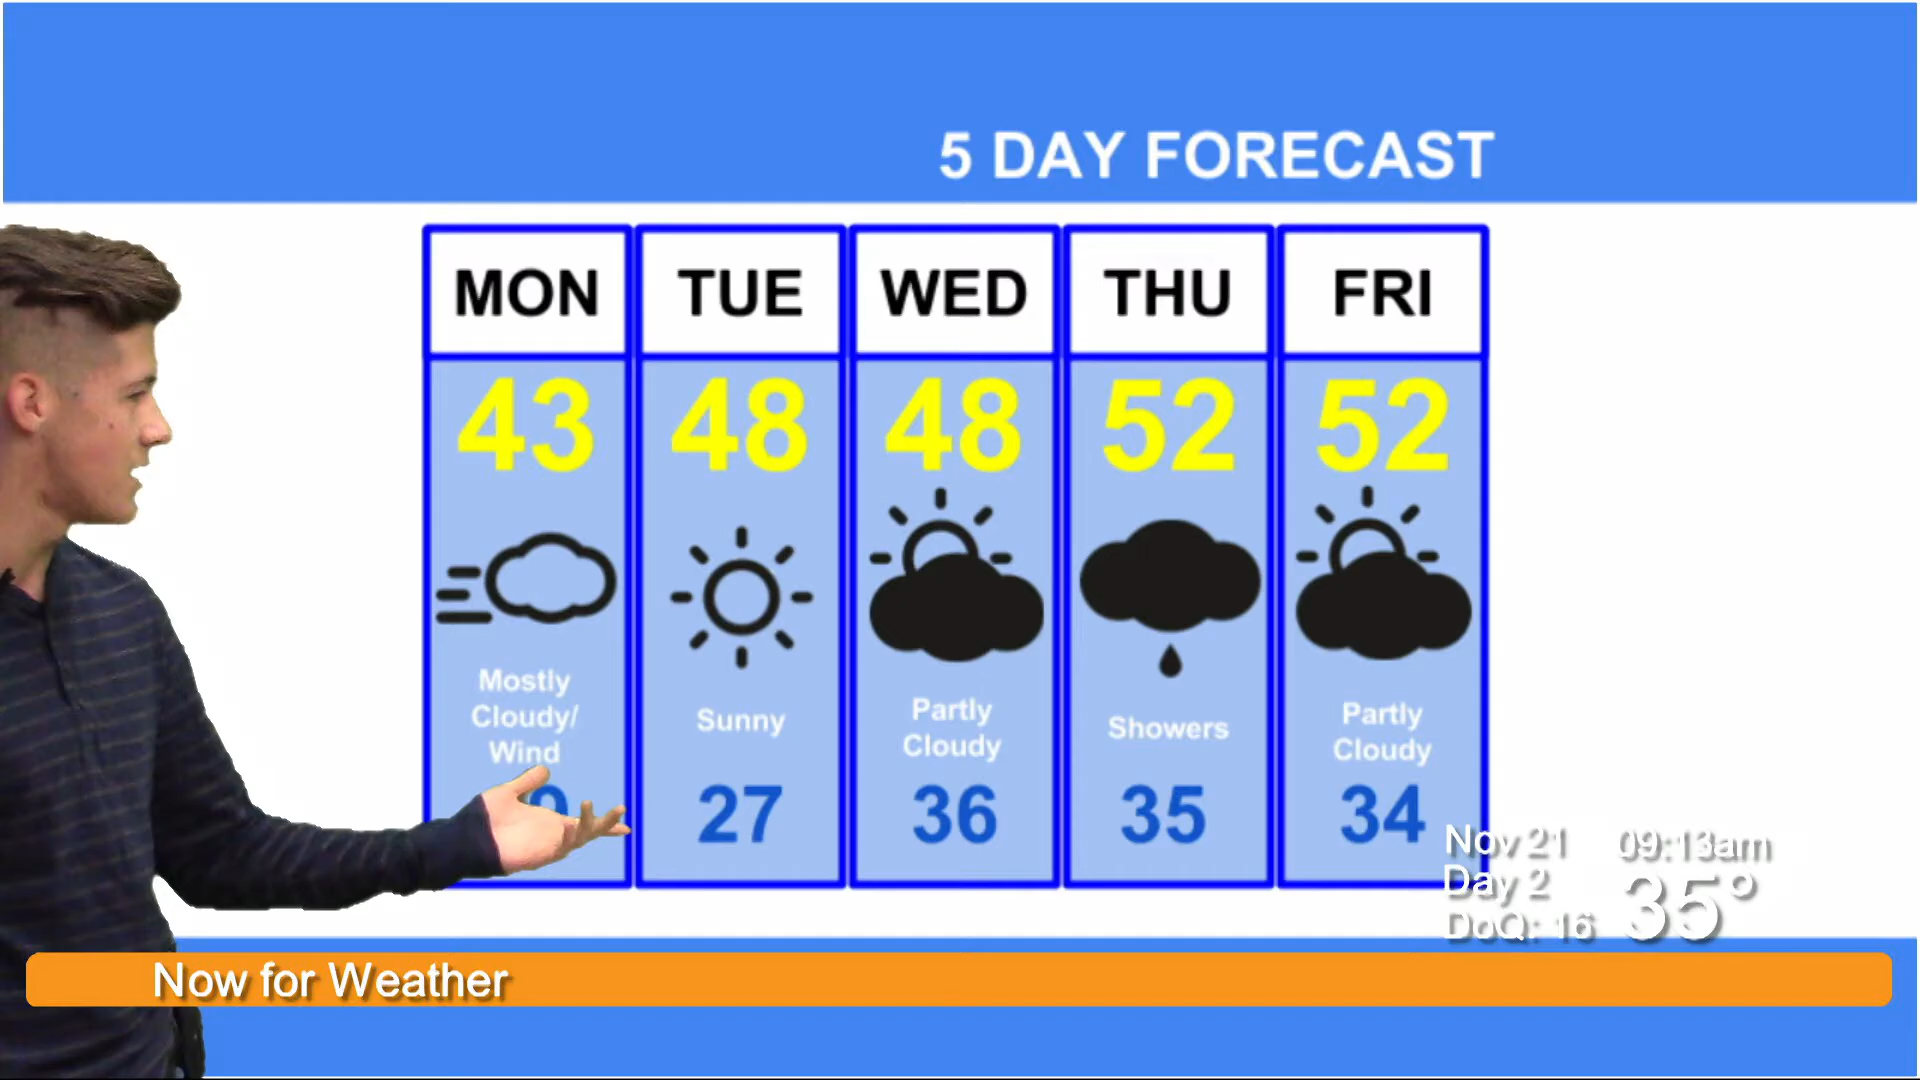 5 DAY FORECAST
MON TUE WED THU FRI
43 48 48 52 52
Mostly
Cloudy/
Wind
Sunny
Partly
Cloudy
Showers
Partly
Cloudy
27 36 35 34
Nov 21 09:13am
Day 2 35°
DoQ: 16
Now for Weather